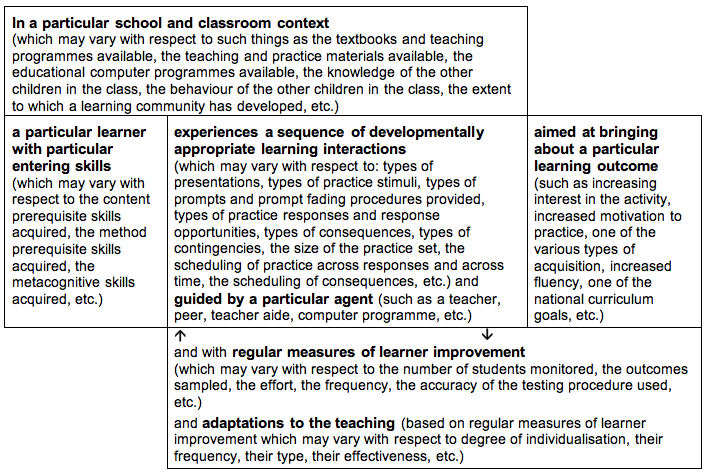 In a particular school and classroom context
(which may vary with respect to such things as the textbooks and teaching
programmes available, the teaching and practice materials available, the
educational computer programmes available, the knowledge of the other
children in the class, the behaviour of the other children in the class, the extent
to which a learning community has developed, etc.)
a particular learner
with particular
entering skills
(which may vary with
respect to the content
prerequisite skills
acquired, the method
prerequisite skills
acquired, the
metacognitive skills
acquired, etc.)
experiences a sequence of developmentally
appropriate learning interactions
(which may vary with respect to: types of
presentations, types of practice stimuli, types of
prompts and prompt fading procedures provided,
types of practice responses and response
opportunities, types of consequences, types of
contingencies, the size of the practice set, the
scheduling of practice across responses and across
time, the scheduling of consequences, etc.) and
guided by a particular agent (such as a teacher,
peer, teacher aide, computer programme, etc.)
aimed at bringing
about a particular
learning outcome
(such as increasing
interest in the activity,
increased motivation to
practice, one of the
various types of
acquisition, increased
fluency, one of the
national curriculum
goals, etc.)
and with regular measures of learner improvement
(which may vary with respect to the number of students monitored, the outcomes
sampled, the effort, the frequency, the accuracy of the testing procedure used,
etc.)
and adaptations to the teaching (based on regular measures of learner
improvement which may vary with respect to degree of individualisation, their
frequency, their type, their effectiveness, etc.)